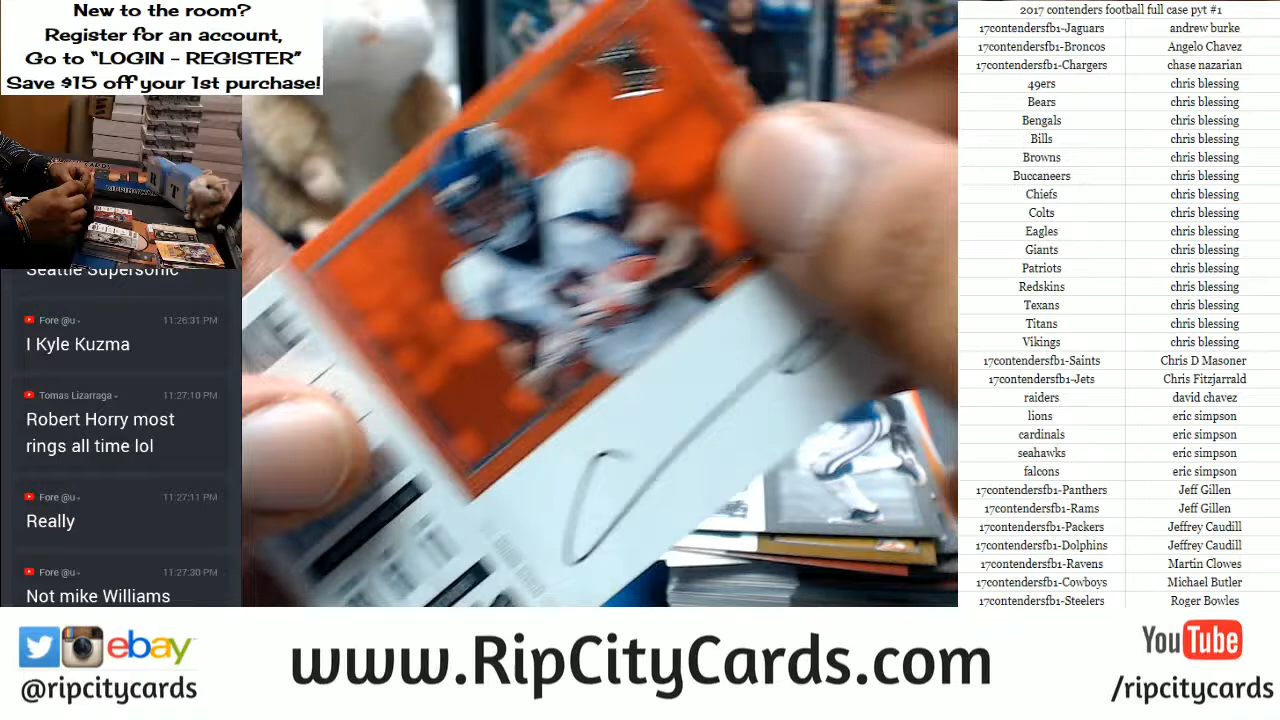 New to the room?
Register for an account,
Go to “LOGIN - REGISTER”
Save $15 off your 1st purchase!
Seattle Supersonic
Fore @u - 11:26:31 PM
I Kyle Kuzma
Tomas Lizarraga - 11:27:10 PM
Robert Horry most
rings all time lol
Fore @u - 11:27:11 PM
Really
Fore @u - 11:27:30 PM
Not mike Williams
2017 contenders football full case pyt #1
17contendersfb1-Jaguars andrew burke
17contendersfb1-Broncos Angelo Chavez
17contendersfb1-Chargers chase nazarian
49ers chris blessing
Bears chris blessing
Bengals chris blessing
Bills chris blessing
Browns chris blessing
Buccaneers chris blessing
Chiefs chris blessing
Colts chris blessing
Eagles chris blessing
Giants chris blessing
Patriots chris blessing
Redskins chris blessing
Texans chris blessing
Titans chris blessing
Vikings chris blessing
17contendersfb1-Saints Chris D Masoner
17contendersfb1-Jets Chris Fitzjarrald
raiders david chavez
lions eric simpson
cardinals eric simpson
seahawks eric simpson
falcons eric simpson
17contendersfb1-Panthers Jeff Gillen
17contendersfb1-Rams Jeff Gillen
17contendersfb1-Packers Jeffrey Caudill
17contendersfb1-Dolphins Jeffrey Caudill
17contendersfb1-Ravens Martin Clowes
17contendersfb1-Cowboys Michael Butler
17contendersfb1-Steelers Roger Bowles
ebay
@ripcitycards
www.RipCityCards.com
YouTube
/ripcitycards